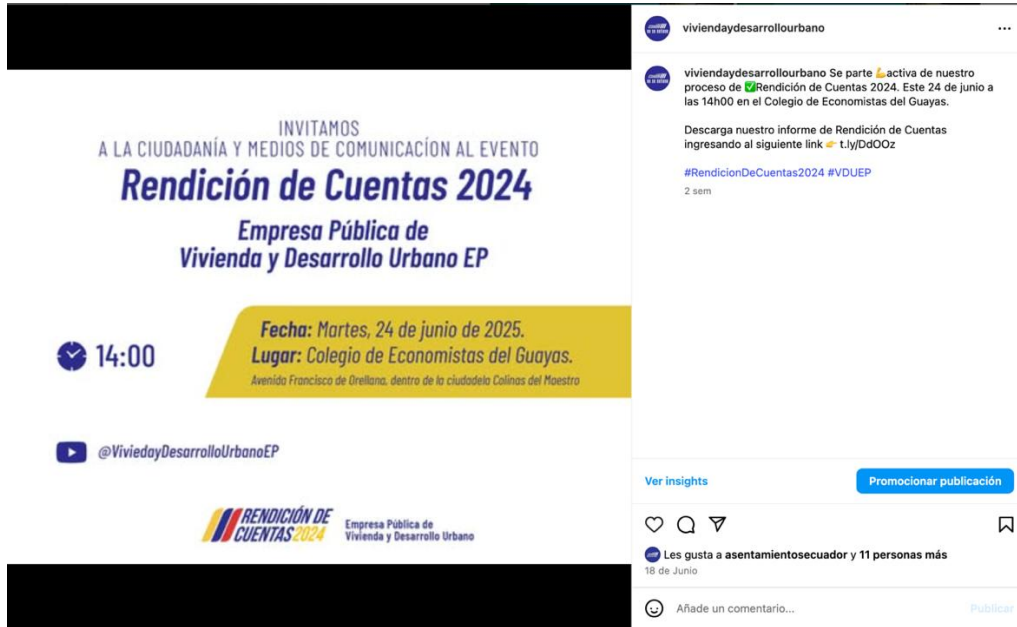 INVITAMOS
A LA CIUDADANÍA Y MEDIOS DE COMUNICACÍON AL EVENTO
Rendición de Cuentas 2024
Empresa Pública de
Vivienda y Desarrollo Urbano EP
14:00
Fecha: Martes, 24 de junio de 2025.
Lugar: Colegio de Economistas del Guayas.
Avenida Francisco de Orellana, dentro de la ciudadela Colinas del Maestro
@ViviedayDesarrolloUrbanoEP
RENDICIÓN DE
CUENTAS 2024
Empresa Pública de
Vivienda y Desarrollo Urbano
viviendaydesarrollourbano
viviendaydesarrollourbano Se parte 💪activa de nuestro
proceso de ✅Rendición de Cuentas 2024. Este 24 de junio a
las 14h00 en el Colegio de Economistas del Guayas.
Descarga nuestro informe de Rendición de Cuentas
ingresando al siguiente link 👉 t.ly/DdOOz
#RendicionDeCuentas2024 #VDUEP
2 sem
Ver insights
Promocionar publicación
Les gusta a asentamientosecuador y 11 personas más
18 de Junio
Añade un comentario...
Publicar